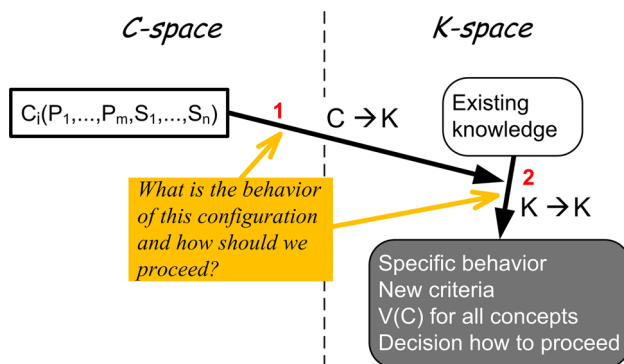 C-space
K-space
Cᵢ(P₁,...,Pₘ,S₁,...,Sₙ)
1
C → K
Existing
knowledge
2
K → K
What is the behavior
of this configuration
and how should we
proceed?
Specific behavior
New criteria
V(C) for all concepts
Decision how to proceed